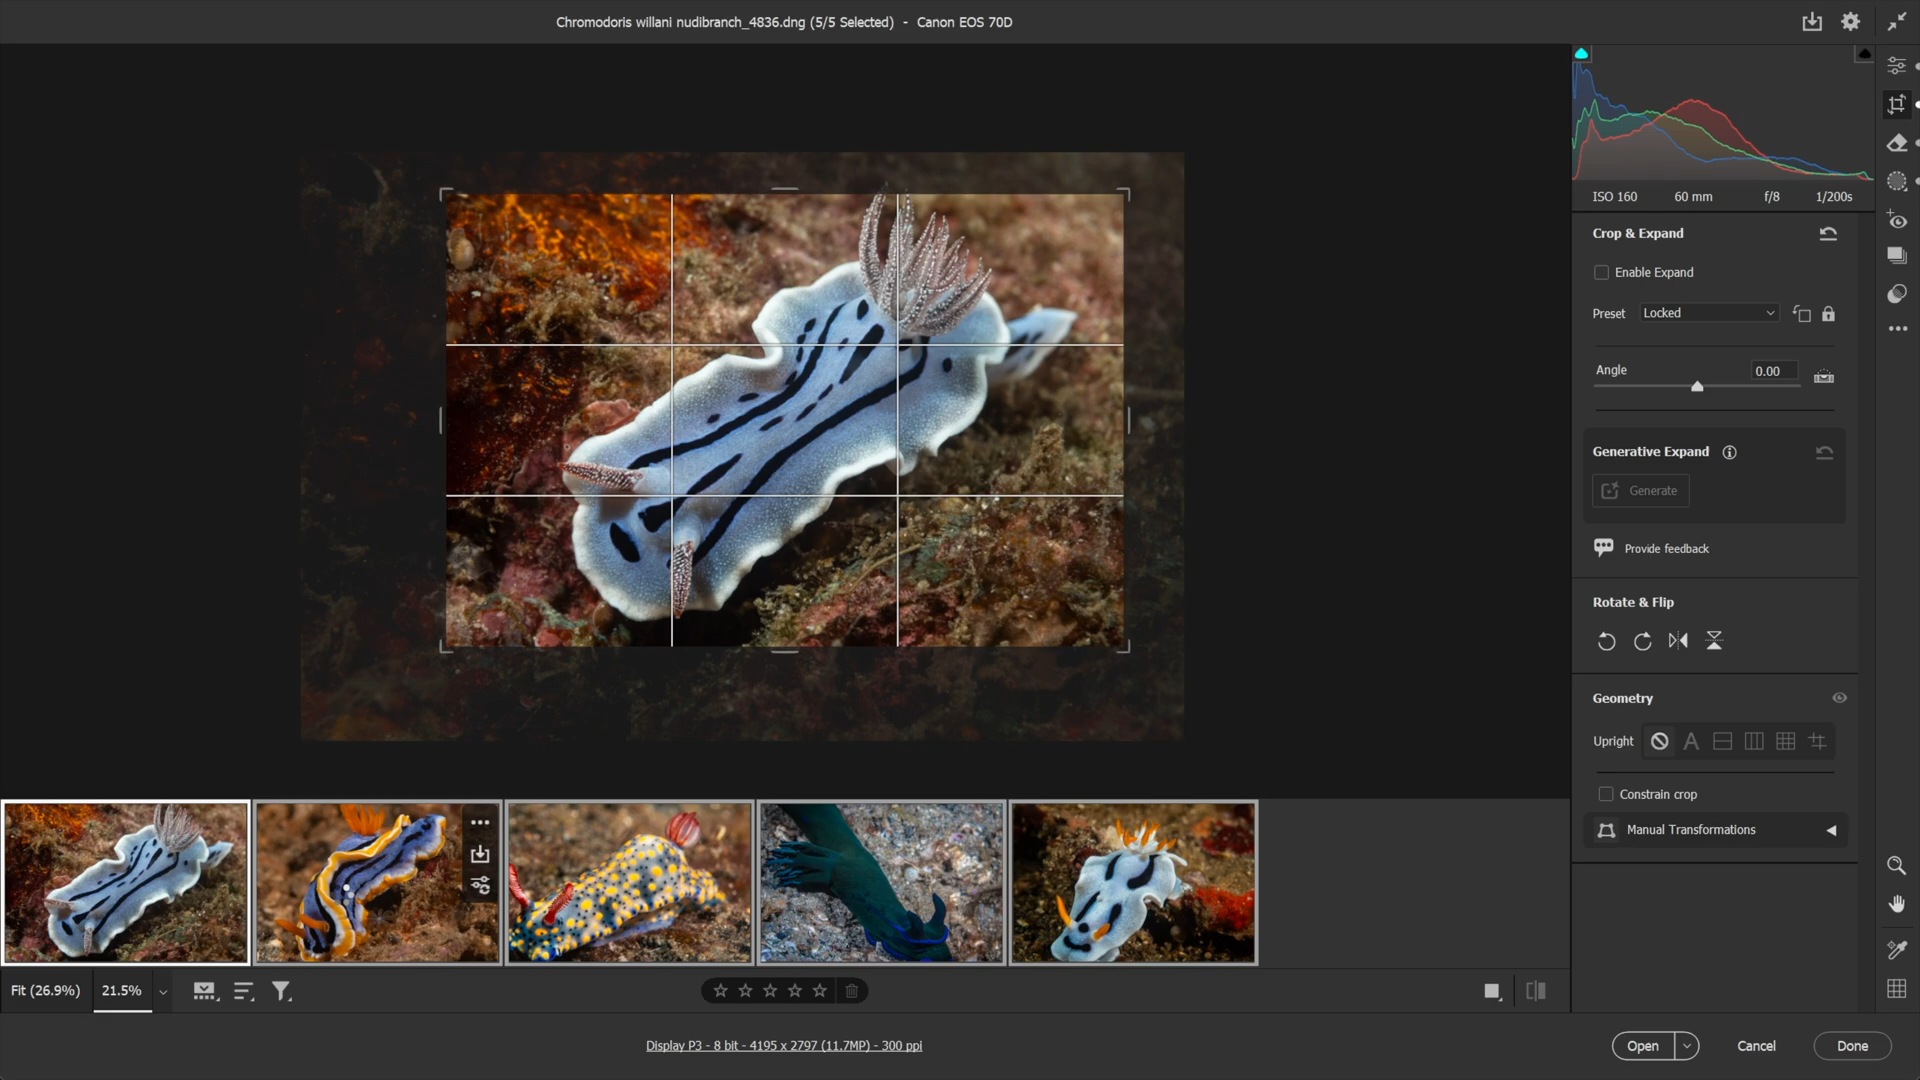 Chromodoris willani nudibranch_4836.dng (5/5 Selected) - Canon EOS 70D
ISO 160 60 mm f/8 1/200s
Crop & Expand
Enable Expand
Preset Locked
Angle 0.00
Generative Expand
Generate
Provide feedback
Rotate & Flip
Geometry
Upright A
Constrain crop
Manual Transformations
Fit (26.9%) 21.5%
Display P3 - 8 bit - 4195 x 2797 (11.7MP) - 300 ppi
Open Cancel Done